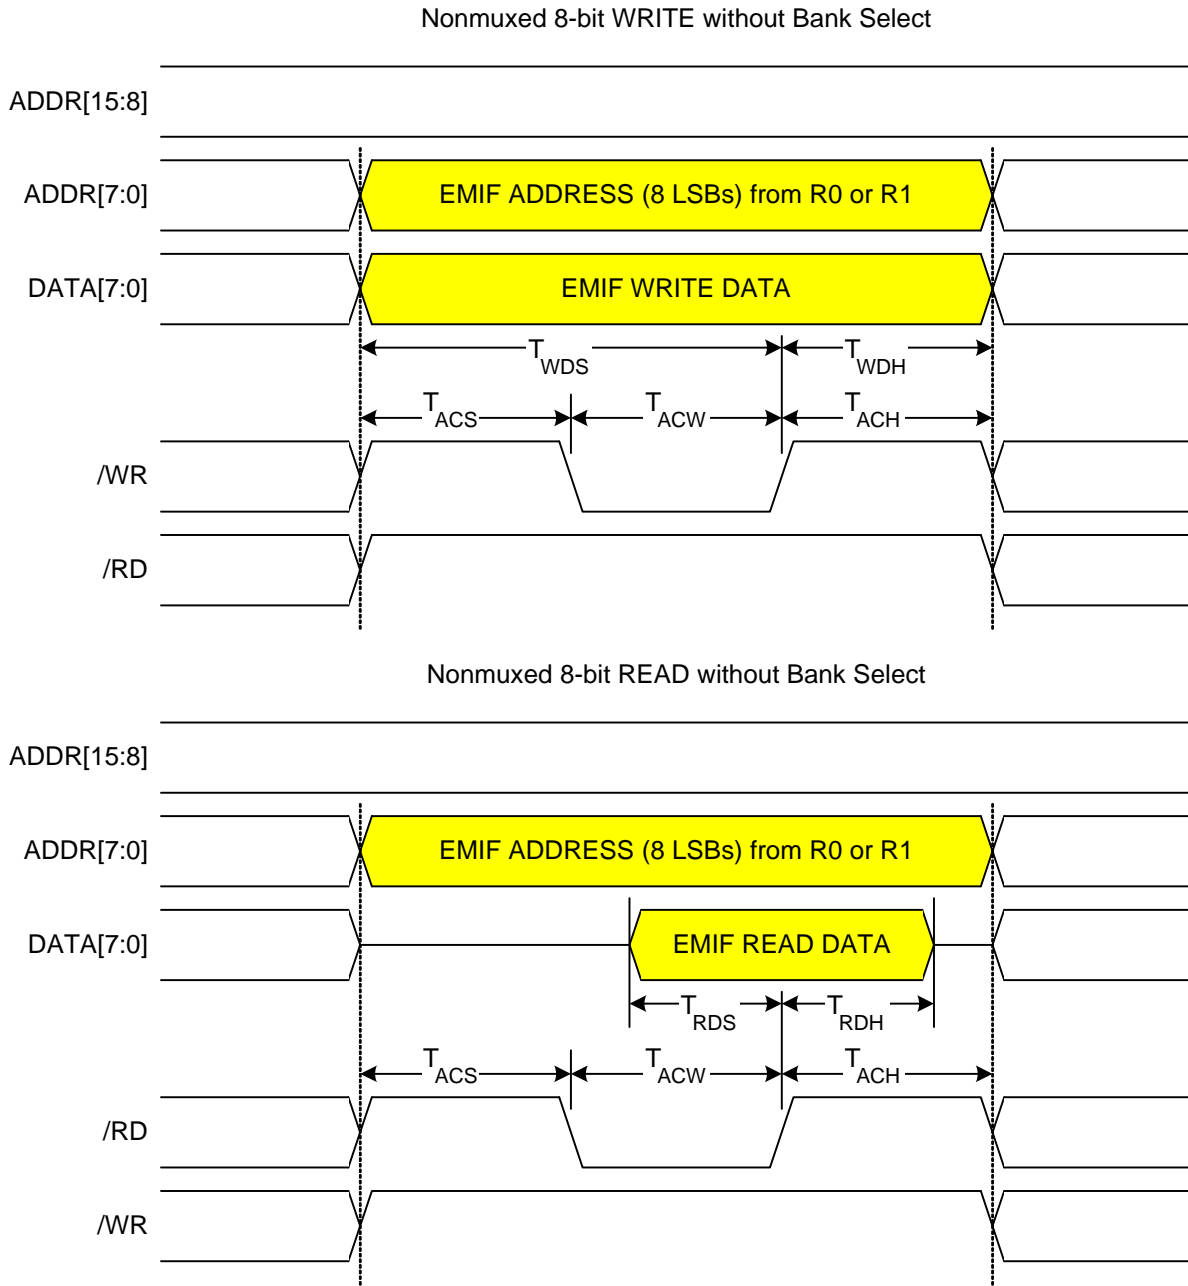 Nonmuxed 8-bit WRITE without Bank Select
ADDR[15:8]
ADDR[7:0]
EMIF ADDRESS (8 LSBs) from R0 or R1
DATA[7:0]
EMIF WRITE DATA
TWDS TWDH
TACS TACW TACH
/WR
/RD
Nonmuxed 8-bit READ without Bank Select
ADDR[15:8]
ADDR[7:0]
EMIF ADDRESS (8 LSBs) from R0 or R1
DATA[7:0]
EMIF READ DATA
TRDS TRDH
TACS TACW TACH
/RD
/WR